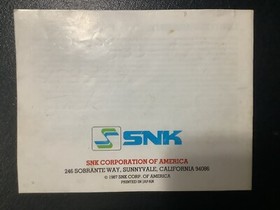 SNK
SNK CORPORATION OF AMERICA
246 SOBRANTE WAY, SUNNYVALE, CALIFORNIA 94086
© 1987 SNK CORP. OF AMERICA
PRINTED IN JAPAN